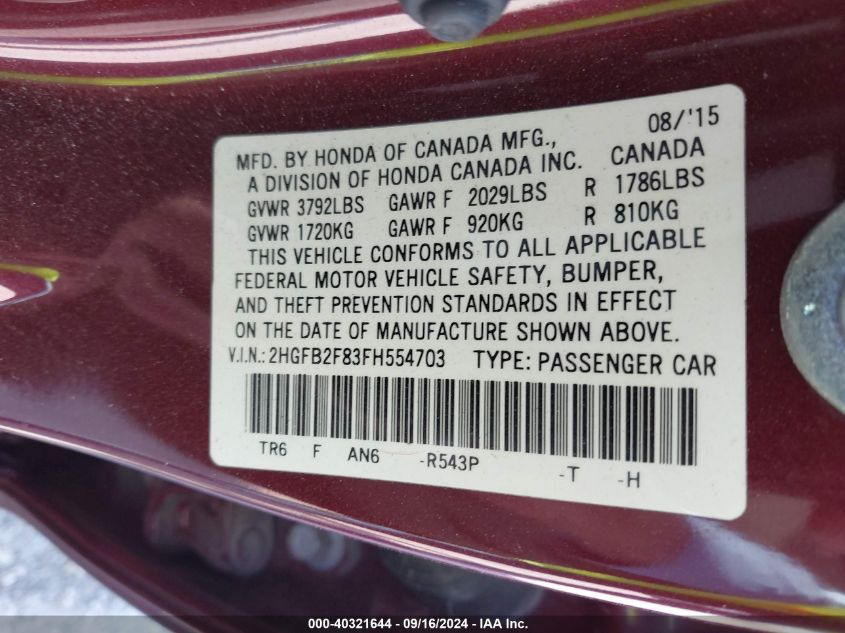 08/'15
MFD. BY HONDA OF CANADA MFG.,
A DIVISION OF HONDA CANADA INC. CANADA
GVWR 3792LBS GAWR F 2029LBS R 1786LBS
GVWR 1720KG GAWR F 920KG R 810KG
THIS VEHICLE CONFORMS TO ALL APPLICABLE
FEDERAL MOTOR VEHICLE SAFETY, BUMPER,
AND THEFT PREVENTION STANDARDS IN EFFECT
ON THE DATE OF MANUFACTURE SHOWN ABOVE.
V.I.N.: 2HGFB2F83FH554703 TYPE: PASSENGER CAR
TR6 F AN6 -R543P -T -H
000-40321644 - 09/16/2024 - IAA Inc.